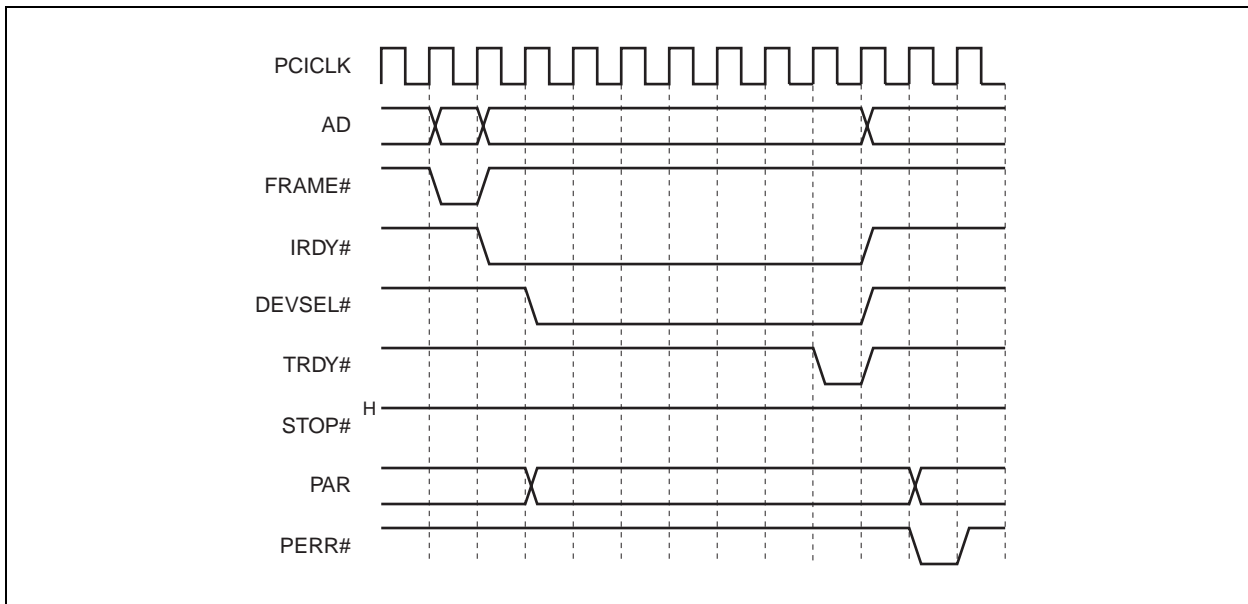 PCICLK
AD
FRAME#
IRDY#
DEVSEL#
TRDY#
H
STOP#
PAR
PERR#